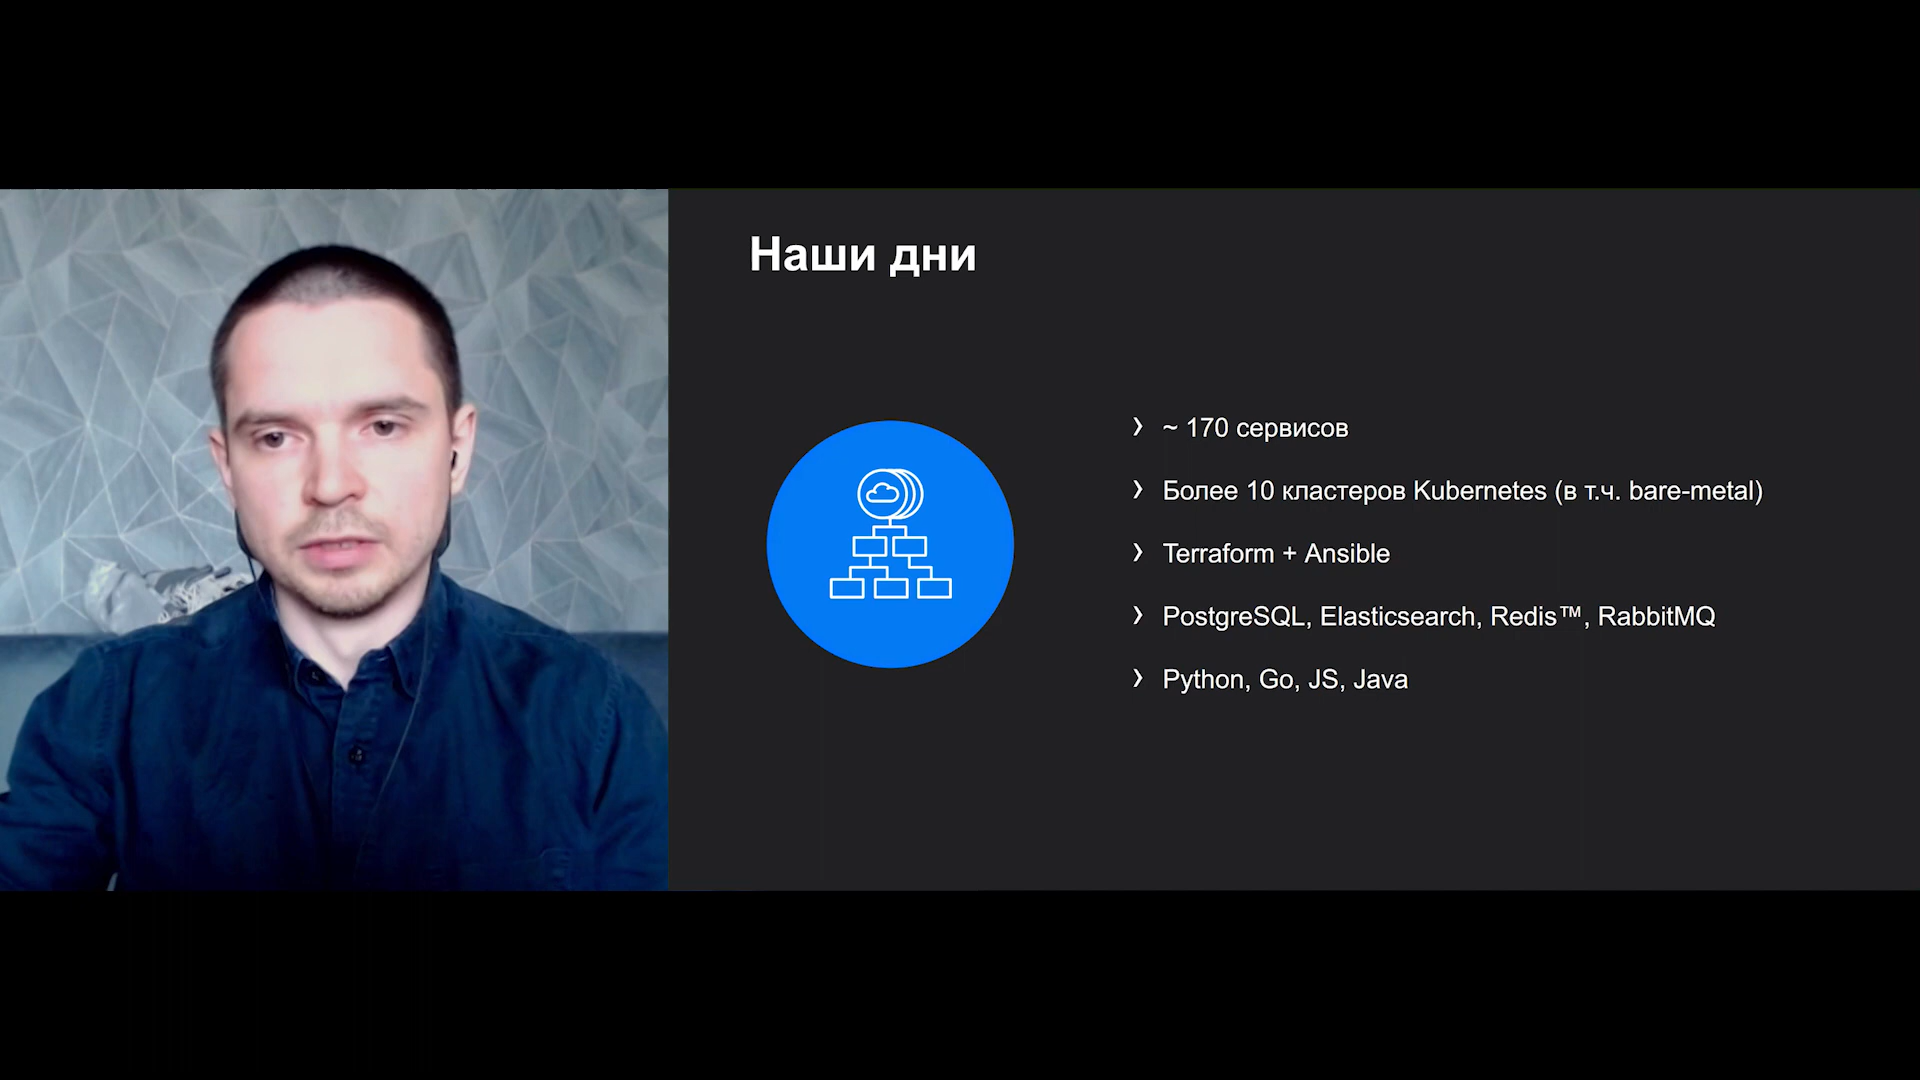 Наши дни
~ 170 сервисов
Более 10 кластеров Kubernetes (в т.ч. bare-metal)
Terraform + Ansible
PostgreSQL, Elasticsearch, Redis™, RabbitMQ
Python, Go, JS, Java